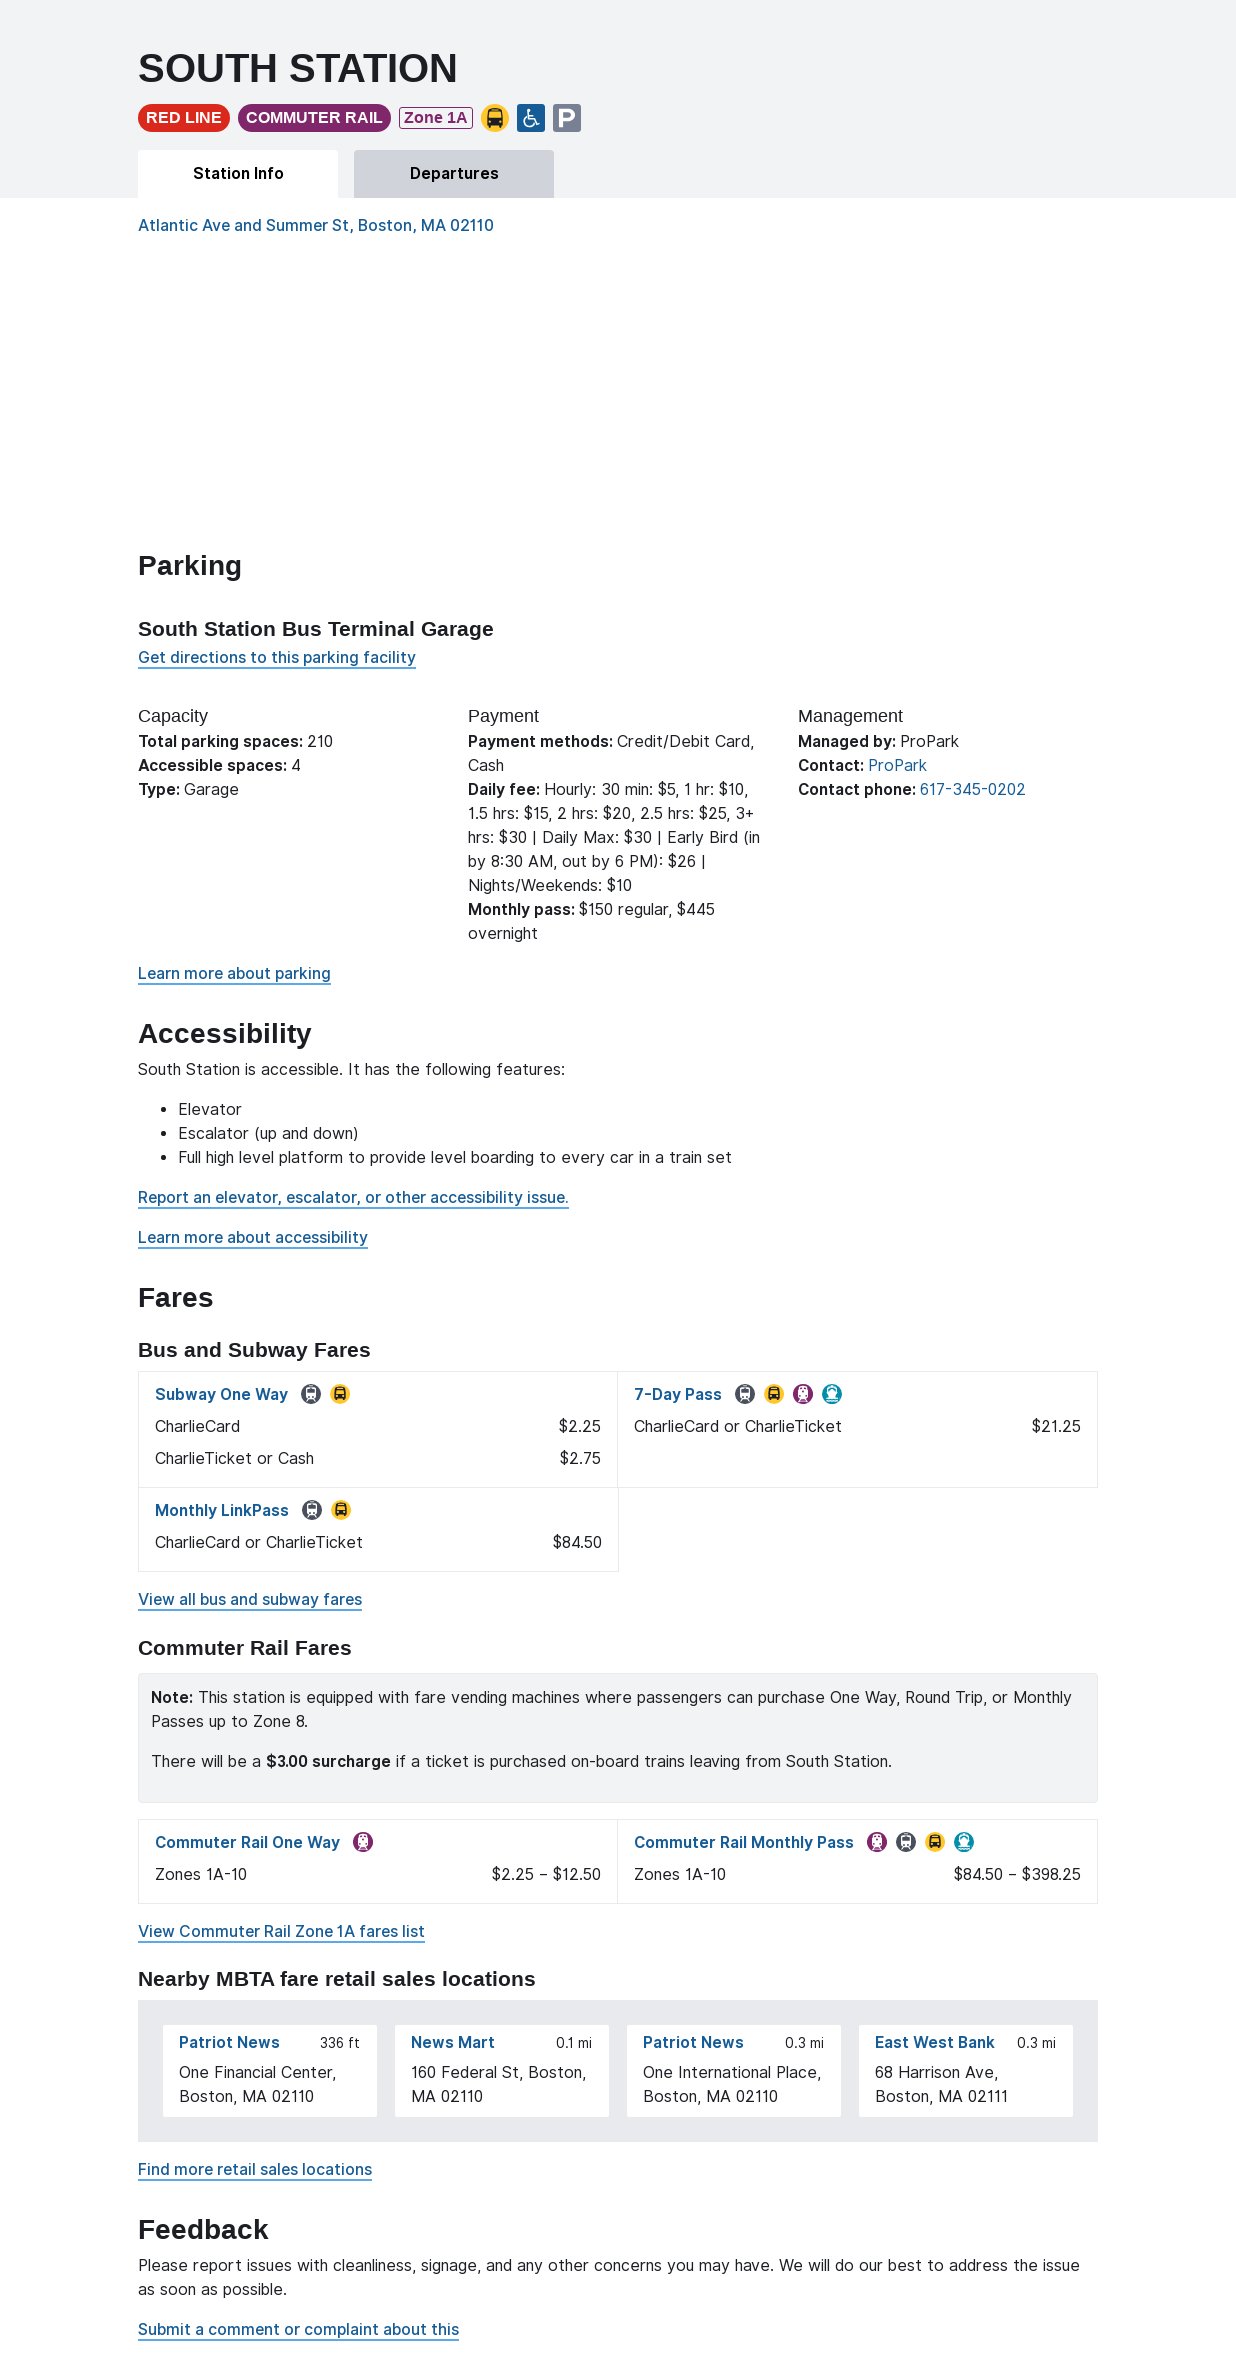 SOUTH STATION
RED LINE COMMUTER RAIL Zone 1A P
Station Info Departures
Atlantic Ave and Summer St, Boston, MA 02110
Parking
South Station Bus Terminal Garage
Get directions to this parking facility
Capacity
Total parking spaces: 210
Accessible spaces: 4
Type: Garage
Payment
Payment methods: Credit/Debit Card,
Cash
Daily fee: Hourly: 30 min: $5, 1 hr: $10,
1.5 hrs: $15, 2 hrs: $20, 2.5 hrs: $25, 3+
hrs: $30 | Daily Max: $30 | Early Bird (in
by 8:30 AM, out by 6 PM): $26 |
Nights/Weekends: $10
Monthly pass: $150 regular, $445
overnight
Management
Managed by: ProPark
Contact: ProPark
Contact phone: 617-345-0202
Learn more about parking
Accessibility
South Station is accessible. It has the following features:
• Elevator
• Escalator (up and down)
• Full high level platform to provide level boarding to every car in a train set
Report an elevator, escalator, or other accessibility issue.
Learn more about accessibility
Fares
Bus and Subway Fares
Subway One Way
CharlieCard $2.25
CharlieTicket or Cash $2.75
7-Day Pass
CharlieCard or CharlieTicket $21.25
Monthly LinkPass
CharlieCard or CharlieTicket $84.50
View all bus and subway fares
Commuter Rail Fares
Note: This station is equipped with fare vending machines where passengers can purchase One Way, Round Trip, or Monthly
Passes up to Zone 8.
There will be a $3.00 surcharge if a ticket is purchased on-board trains leaving from South Station.
Commuter Rail One Way
Zones 1A-10 $2.25 – $12.50
Commuter Rail Monthly Pass
Zones 1A-10 $84.50 – $398.25
View Commuter Rail Zone 1A fares list
Nearby MBTA fare retail sales locations
Patriot News 336 ft
One Financial Center,
Boston, MA 02110
News Mart 0.1 mi
160 Federal St, Boston,
MA 02110
Patriot News 0.3 mi
One International Place,
Boston, MA 02110
East West Bank 0.3 mi
68 Harrison Ave,
Boston, MA 02111
Find more retail sales locations
Feedback
Please report issues with cleanliness, signage, and any other concerns you may have. We will do our best to address the issue
as soon as possible.
Submit a comment or complaint about this